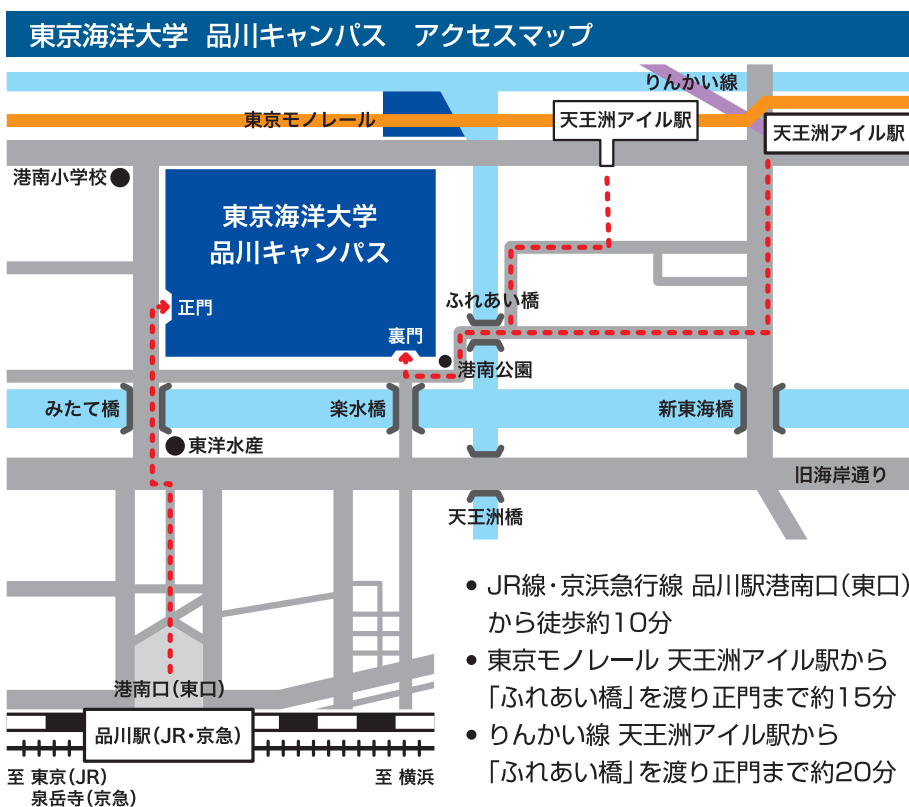 東京海洋大学 品川キャンパス アクセスマップ
りんかい線
東京モノレール
天王洲アイル駅
天王洲アイル駅
港南小学校
東京海洋大学
品川キャンパス
正門
ふれあい橋
裏門
港南公園
みたて橋
楽水橋
新東海橋
東洋水産
旧海岸通り
天王洲橋
• JR線・京浜急行線 品川駅港南口(東口)
から徒歩約10分
• 東京モノレール 天王洲アイル駅から
「ふれあい橋」を渡り正門まで約15分
• りんかい線 天王洲アイル駅から
「ふれあい橋」を渡り正門まで約20分
港南口(東口)
品川駅(JR・京急)
至 東京(JR)
泉岳寺(京急)
至 横浜